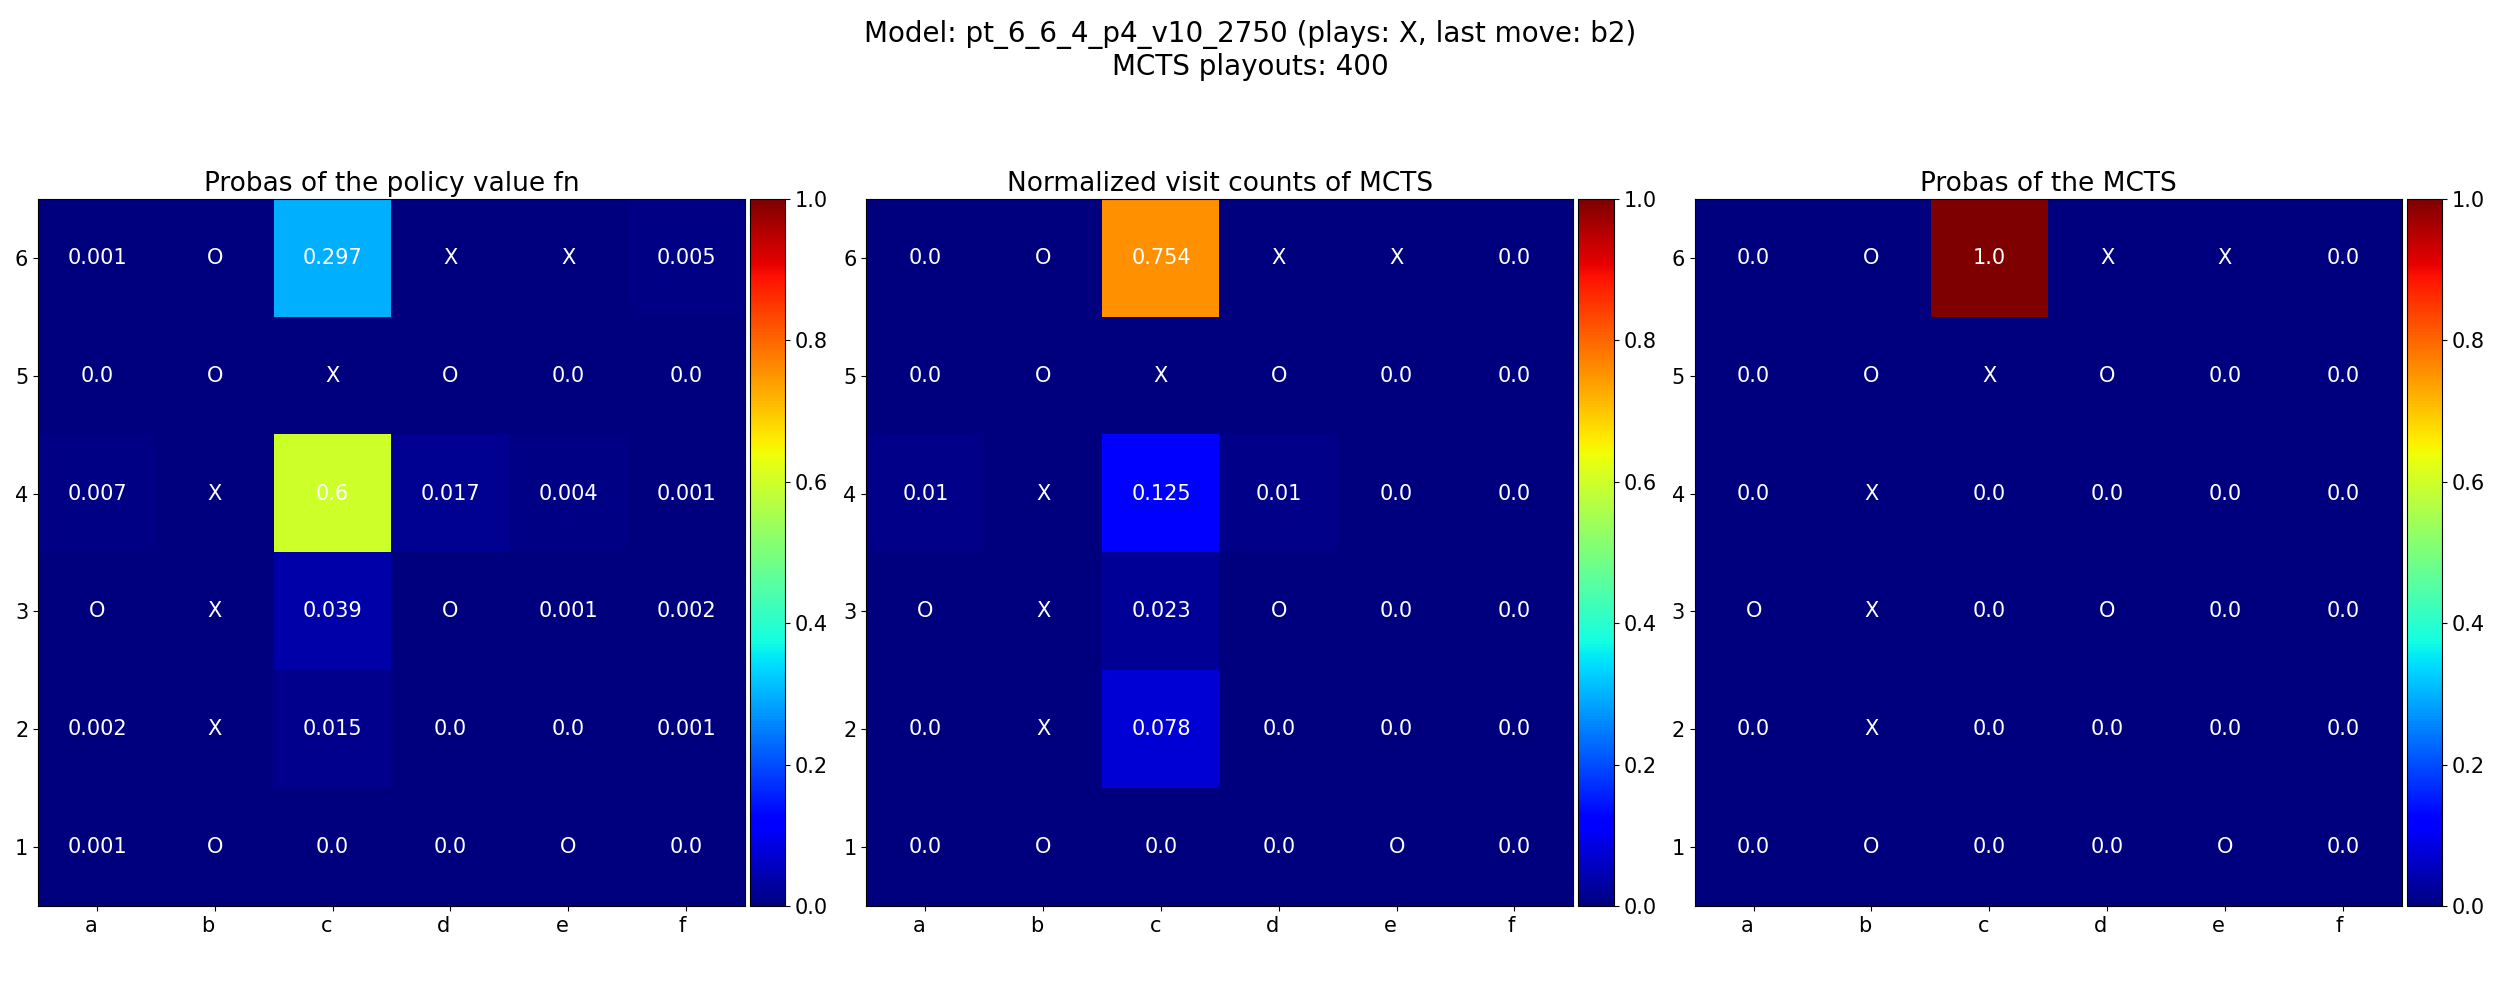 Model: pt_6_6_4_p4_v10_2750 (plays: X, last move: b2)
MCTS playouts: 400
Probas of the policy value fn
6 0.001 O 0.297 X X 0.005
5 0.0 O X O 0.0 0.0
4 0.007 X 0.6 0.017 0.004 0.001
3 O X 0.039 O 0.001 0.002
2 0.002 X 0.015 0.0 0.0 0.001
1 0.001 O 0.0 0.0 O 0.0
a b c d e f
1.0
0.8
0.6
0.4
0.2
0.0
Normalized visit counts of MCTS
6 0.0 O 0.754 X X 0.0
5 0.0 O X O 0.0 0.0
4 0.01 X 0.125 0.01 0.0 0.0
3 O X 0.023 O 0.0 0.0
2 0.0 X 0.078 0.0 0.0 0.0
1 0.0 O 0.0 0.0 O 0.0
a b c d e f
1.0
0.8
0.6
0.4
0.2
0.0
Probas of the MCTS
6 0.0 O 1.0 X X 0.0
5 0.0 O X O 0.0 0.0
4 0.0 X 0.0 0.0 0.0 0.0
3 O X 0.0 O 0.0 0.0
2 0.0 X 0.0 0.0 0.0 0.0
1 0.0 O 0.0 0.0 O 0.0
a b c d e f
1.0
0.8
0.6
0.4
0.2
0.0